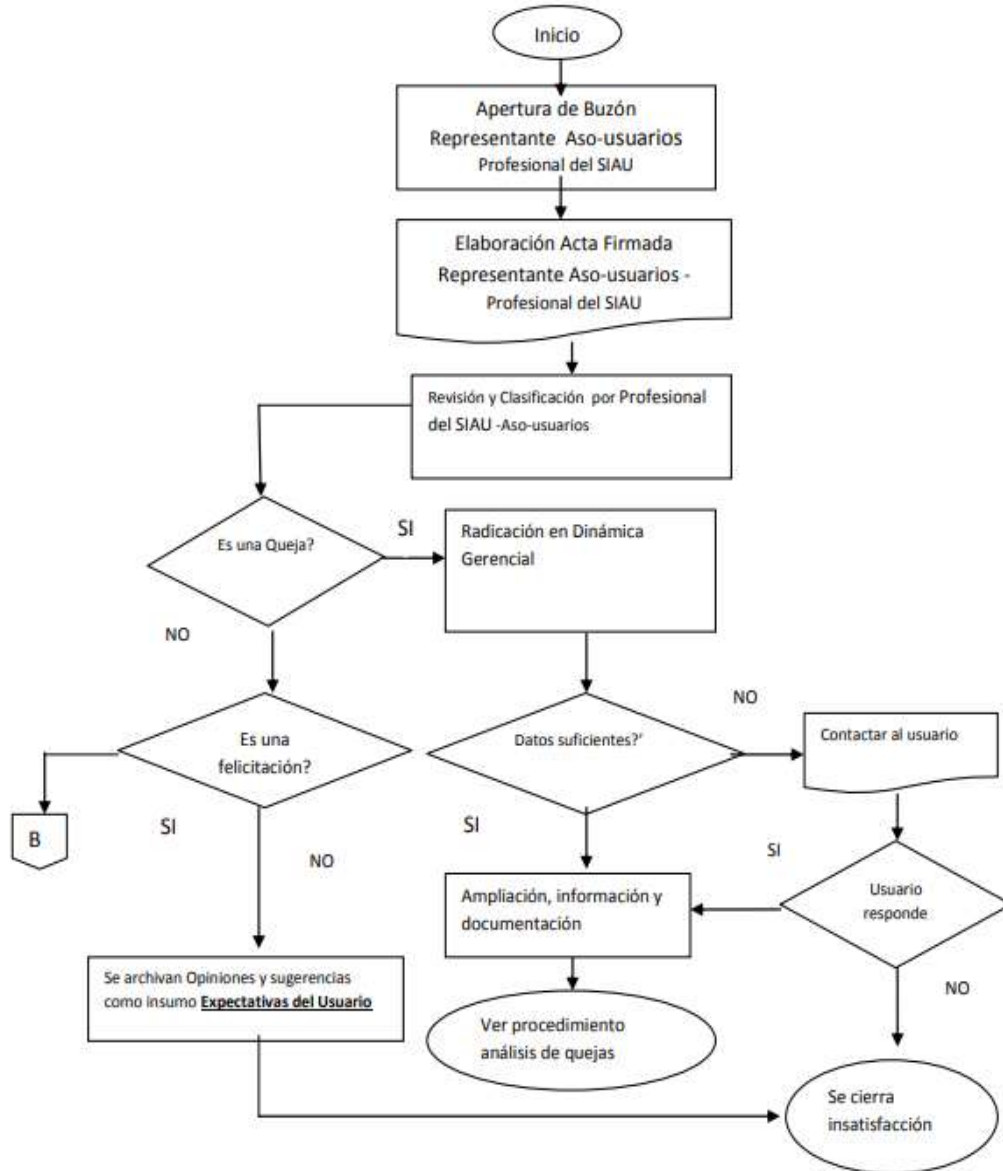 Inicio
Apertura de Buzón
Representante Aso-usuarios
Profesional del SIAU
Elaboración Acta Firmada
Representante Aso-usuarios -
Profesional del SIAU
Revisión y Clasificación por Profesional
del SIAU -Aso-usuarios
Es una Queja?
SI
Radicación en Dinámica
Gerencial
NO
NO
Es una
felicitación?
Datos suficientes?'
Contactar al usuario
B
SI
NO
SI
SI
Ampliación, información y
documentación
Usuario
responde
Se archivan Opiniones y sugerencias
como insumo Expectativas del Usuario
NO
Ver procedimiento
análisis de quejas
Se cierra
insatisfacción